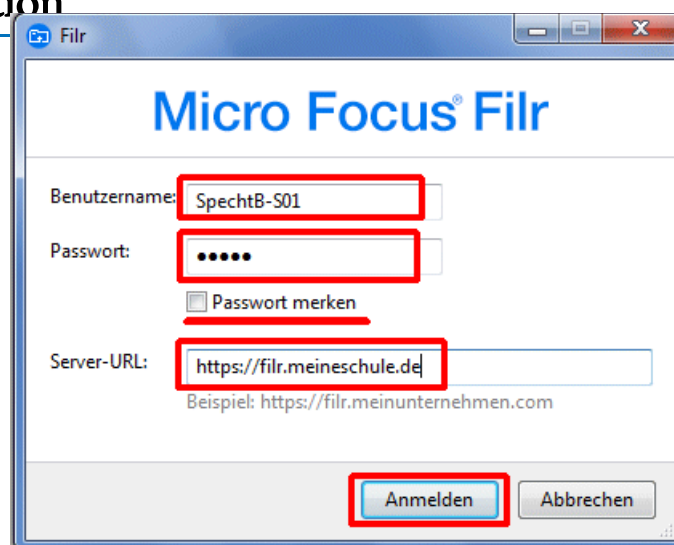 Filr
Micro Focus® Filr
Benutzername: SpechtB-S01
Passwort: •••••
Passwort merken
Server-URL: https://filr.meineschule.de
Beispiel: https://filr.meinunternehmen.com
Anmelden Abbrechen